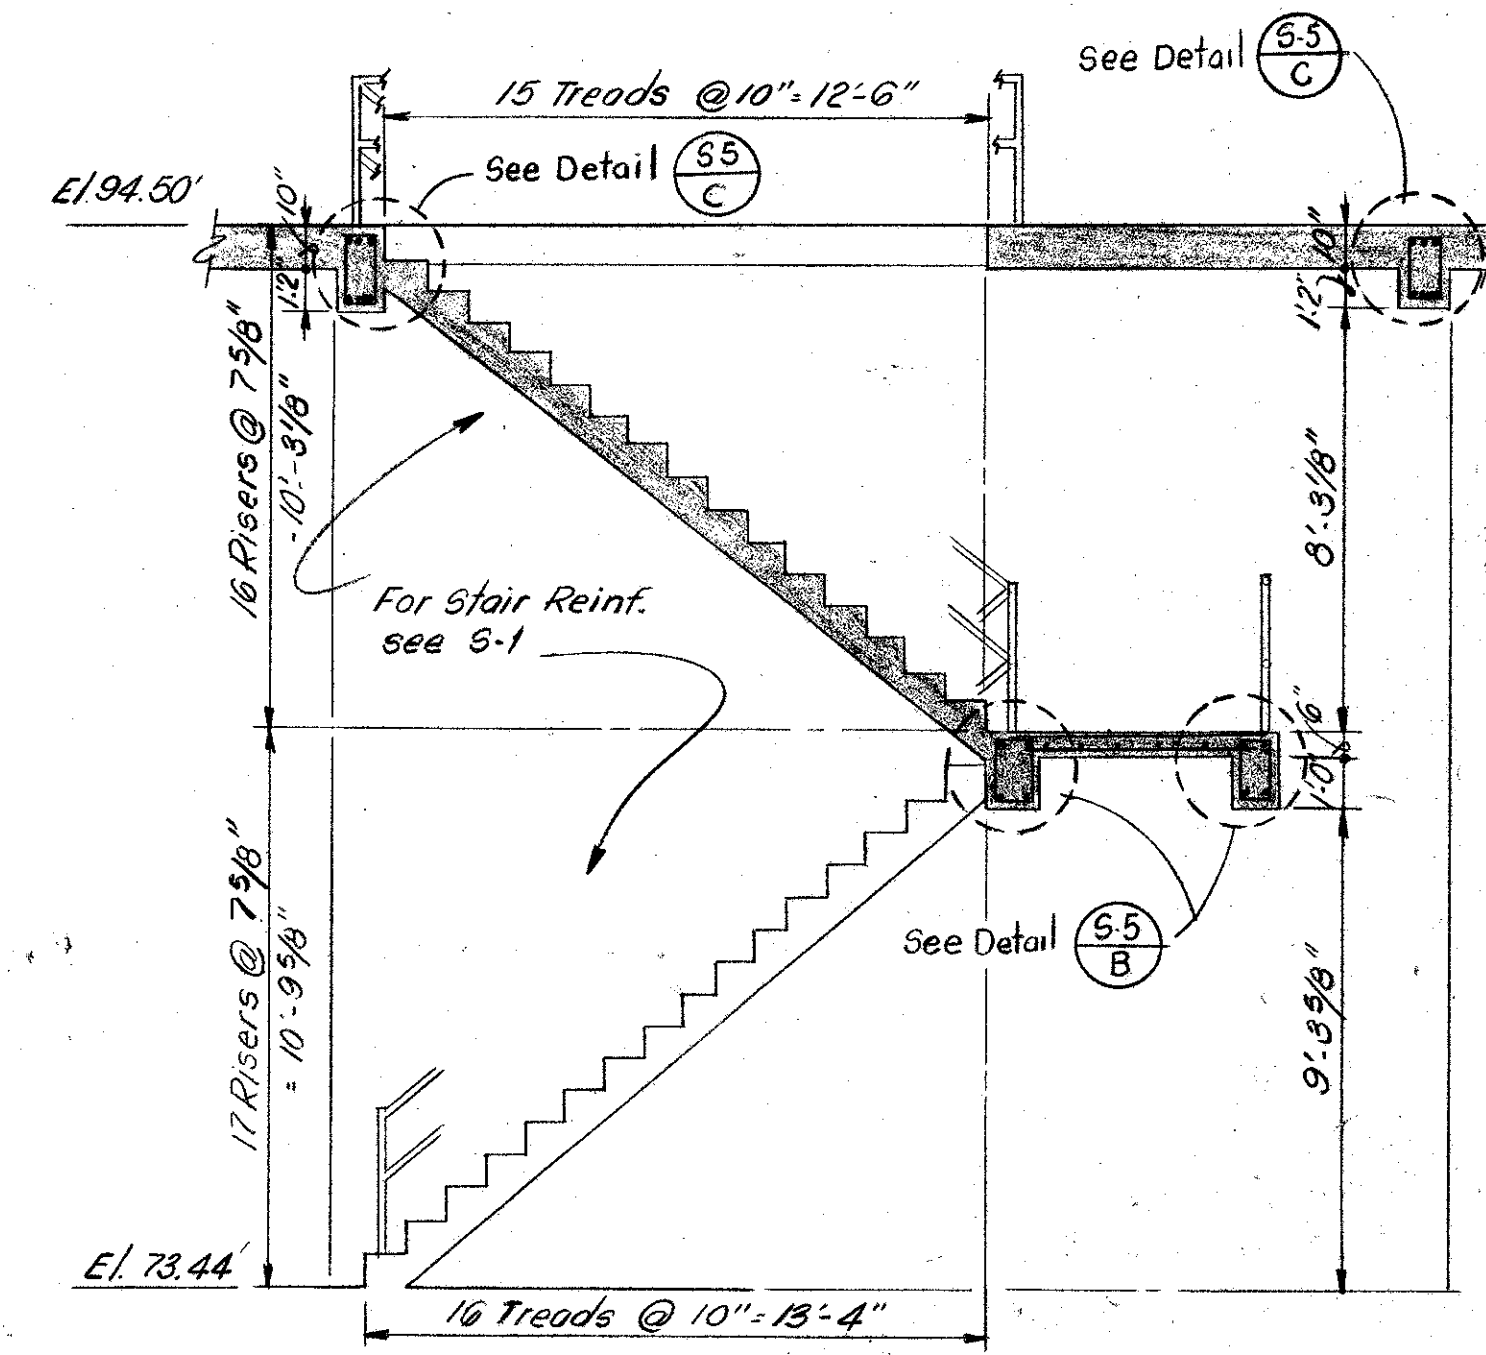 See Detail S-5
C
15 Treads @ 10" = 12'-6"
See Detail S5
C
El. 94.50'
10"
1'2"
10"
1'2"
16 Risers @ 7 5/8"
- 10'- 3 1/8"
8'- 3 1/8"
For Stair Reinf.
see S-1
6"
1'-0"
17 Risers @ 7 5/8"
= 10'-9 5/8"
See Detail S-5
B
9'-3 5/8"
El. 73.44'
16 Treads @ 10" = 13'-4"